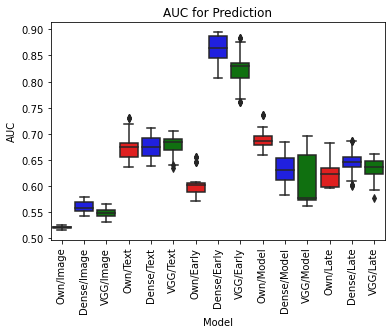 AUC for Prediction
AUC
0.90
0.85
0.80
0.75
0.70
0.65
0.60
0.55
0.50
Own/Image
Dense/Image
VGG/Image
Own/Text
Dense/Text
VGG/Text
Own/Early
Dense/Early
VGG/Early
Own/Model
Dense/Model
VGG/Model
Own/Late
Dense/Late
VGG/Late
Model